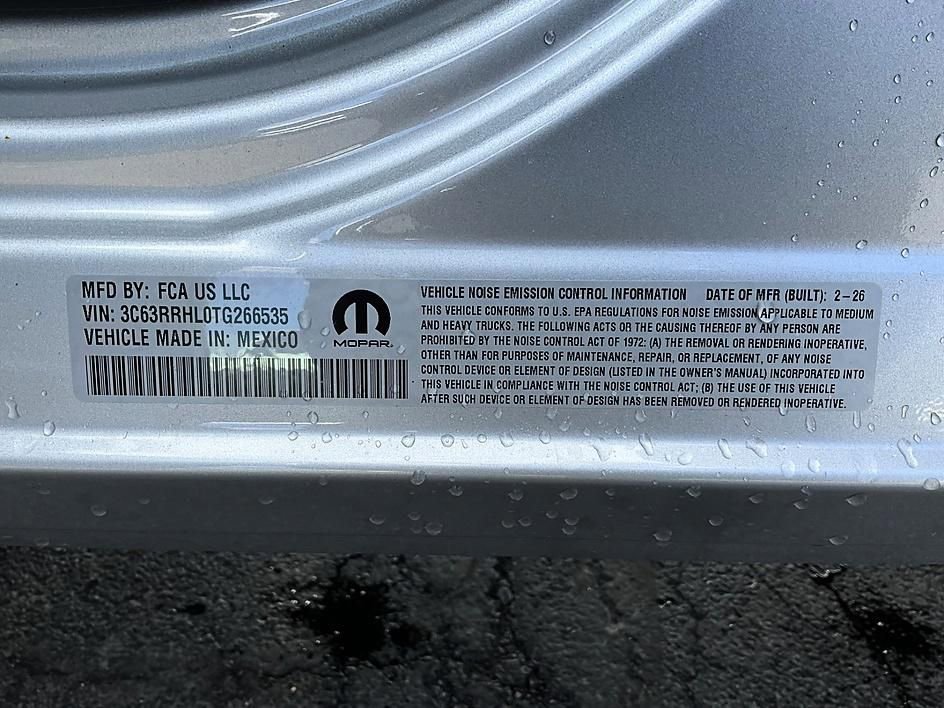 MFD BY: FCA US LLC
VIN: 3C63RRHL0TG266535
VEHICLE MADE IN: MEXICO
MOPAR.
VEHICLE NOISE EMISSION CONTROL INFORMATION DATE OF MFR (BUILT): 2-26
THIS VEHICLE CONFORMS TO U.S. EPA REGULATIONS FOR NOISE EMISSION APPLICABLE TO MEDIUM
AND HEAVY TRUCKS. THE FOLLOWING ACTS OR THE CAUSING THEREOF BY ANY PERSON ARE
PROHIBITED BY THE NOISE CONTROL ACT OF 1972: (A) THE REMOVAL OR RENDERING INOPERATIVE,
OTHER THAN FOR PURPOSES OF MAINTENANCE, REPAIR, OR REPLACEMENT, OF ANY NOISE
CONTROL DEVICE OR ELEMENT OF DESIGN (LISTED IN THE OWNER'S MANUAL) INCORPORATED INTO
THIS VEHICLE IN COMPLIANCE WITH THE NOISE CONTROL ACT; (B) THE USE OF THIS VEHICLE
AFTER SUCH DEVICE OR ELEMENT OF DESIGN HAS BEEN REMOVED OR RENDERED INOPERATIVE.